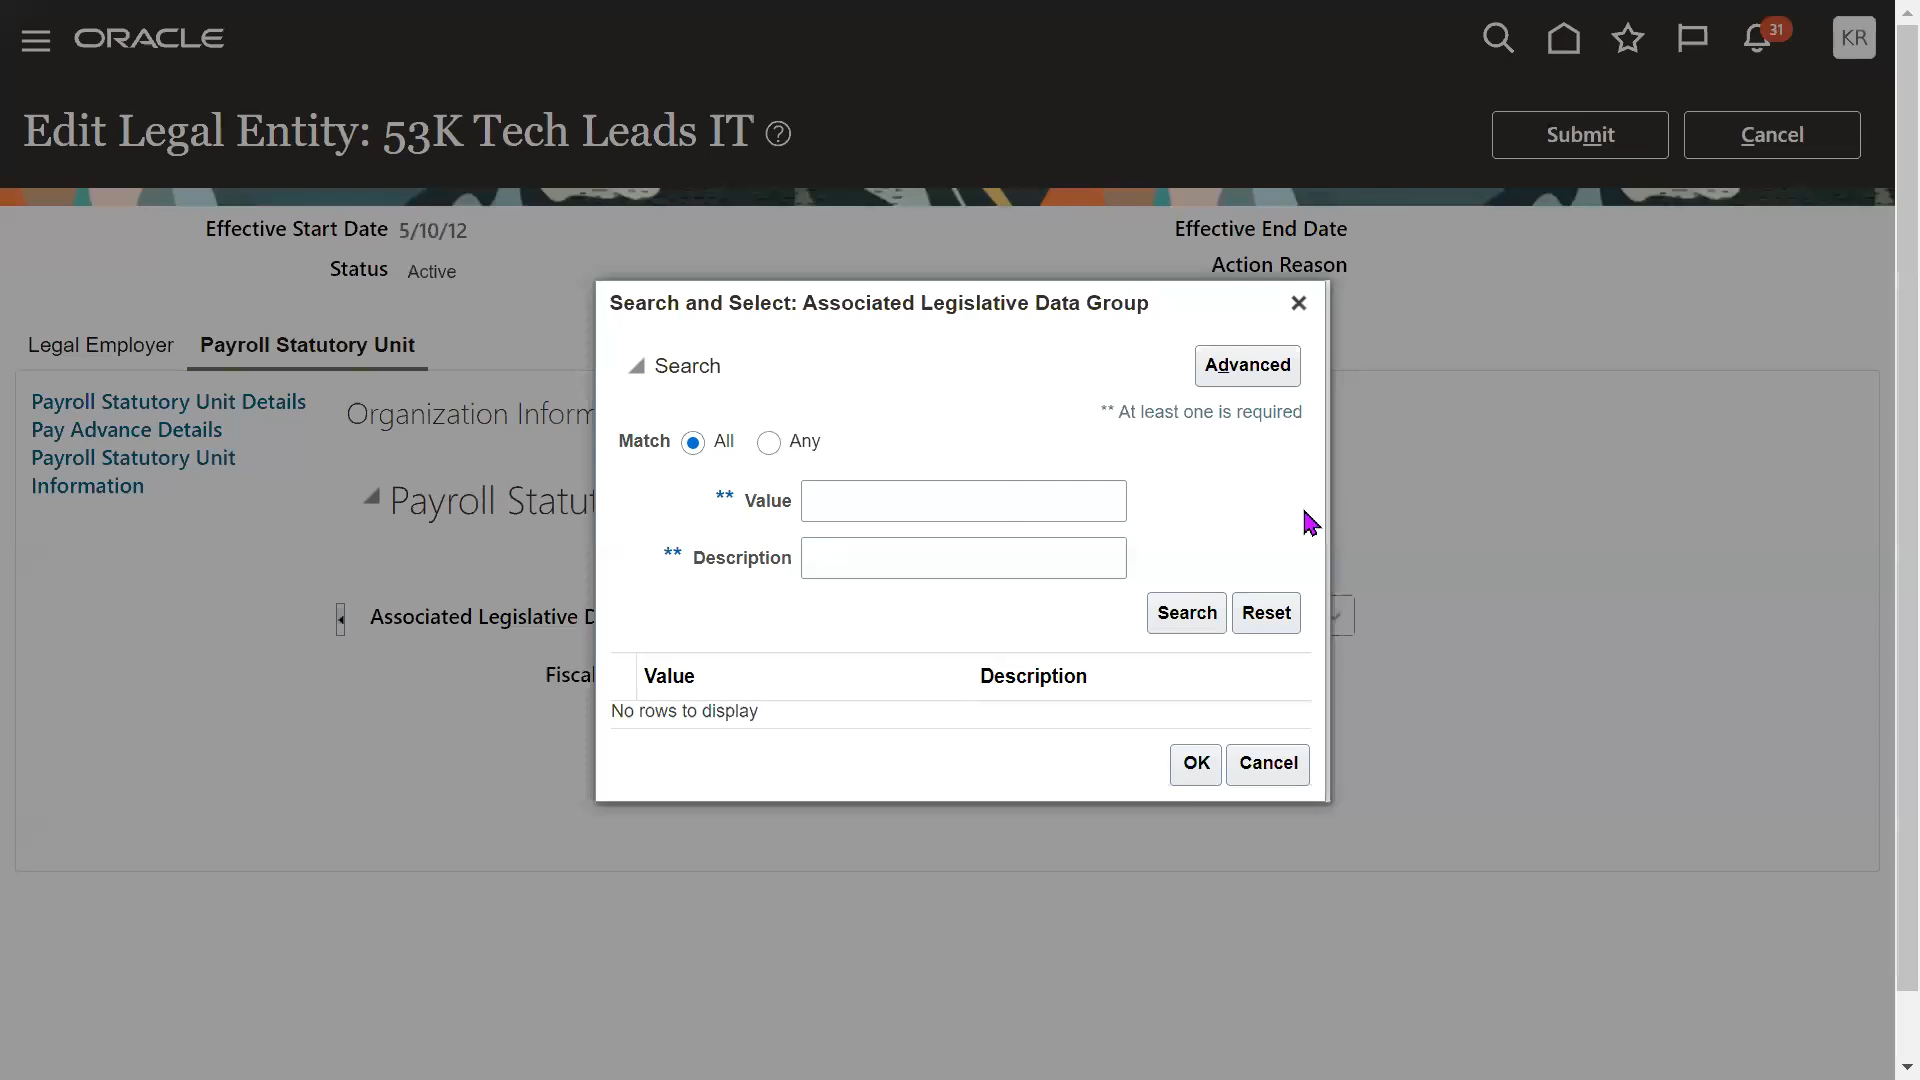 ORACLE
31
KR
Edit Legal Entity: 53K Tech Leads IT ?
Submit
Cancel
Effective Start Date 5/10/12
Effective End Date
Status Active
Action Reason
Search and Select: Associated Legislative Data Group
Legal Employer
Payroll Statutory Unit
Search
Advanced
** At least one is required
Payroll Statutory Unit Details
Pay Advance Details
Payroll Statutory Unit
Information
Organization Inform
Match All Any
Payroll Statut
** Value
** Description
Associated Legislative D
Search
Reset
Fiscal
Value
Description
No rows to display
OK
Cancel